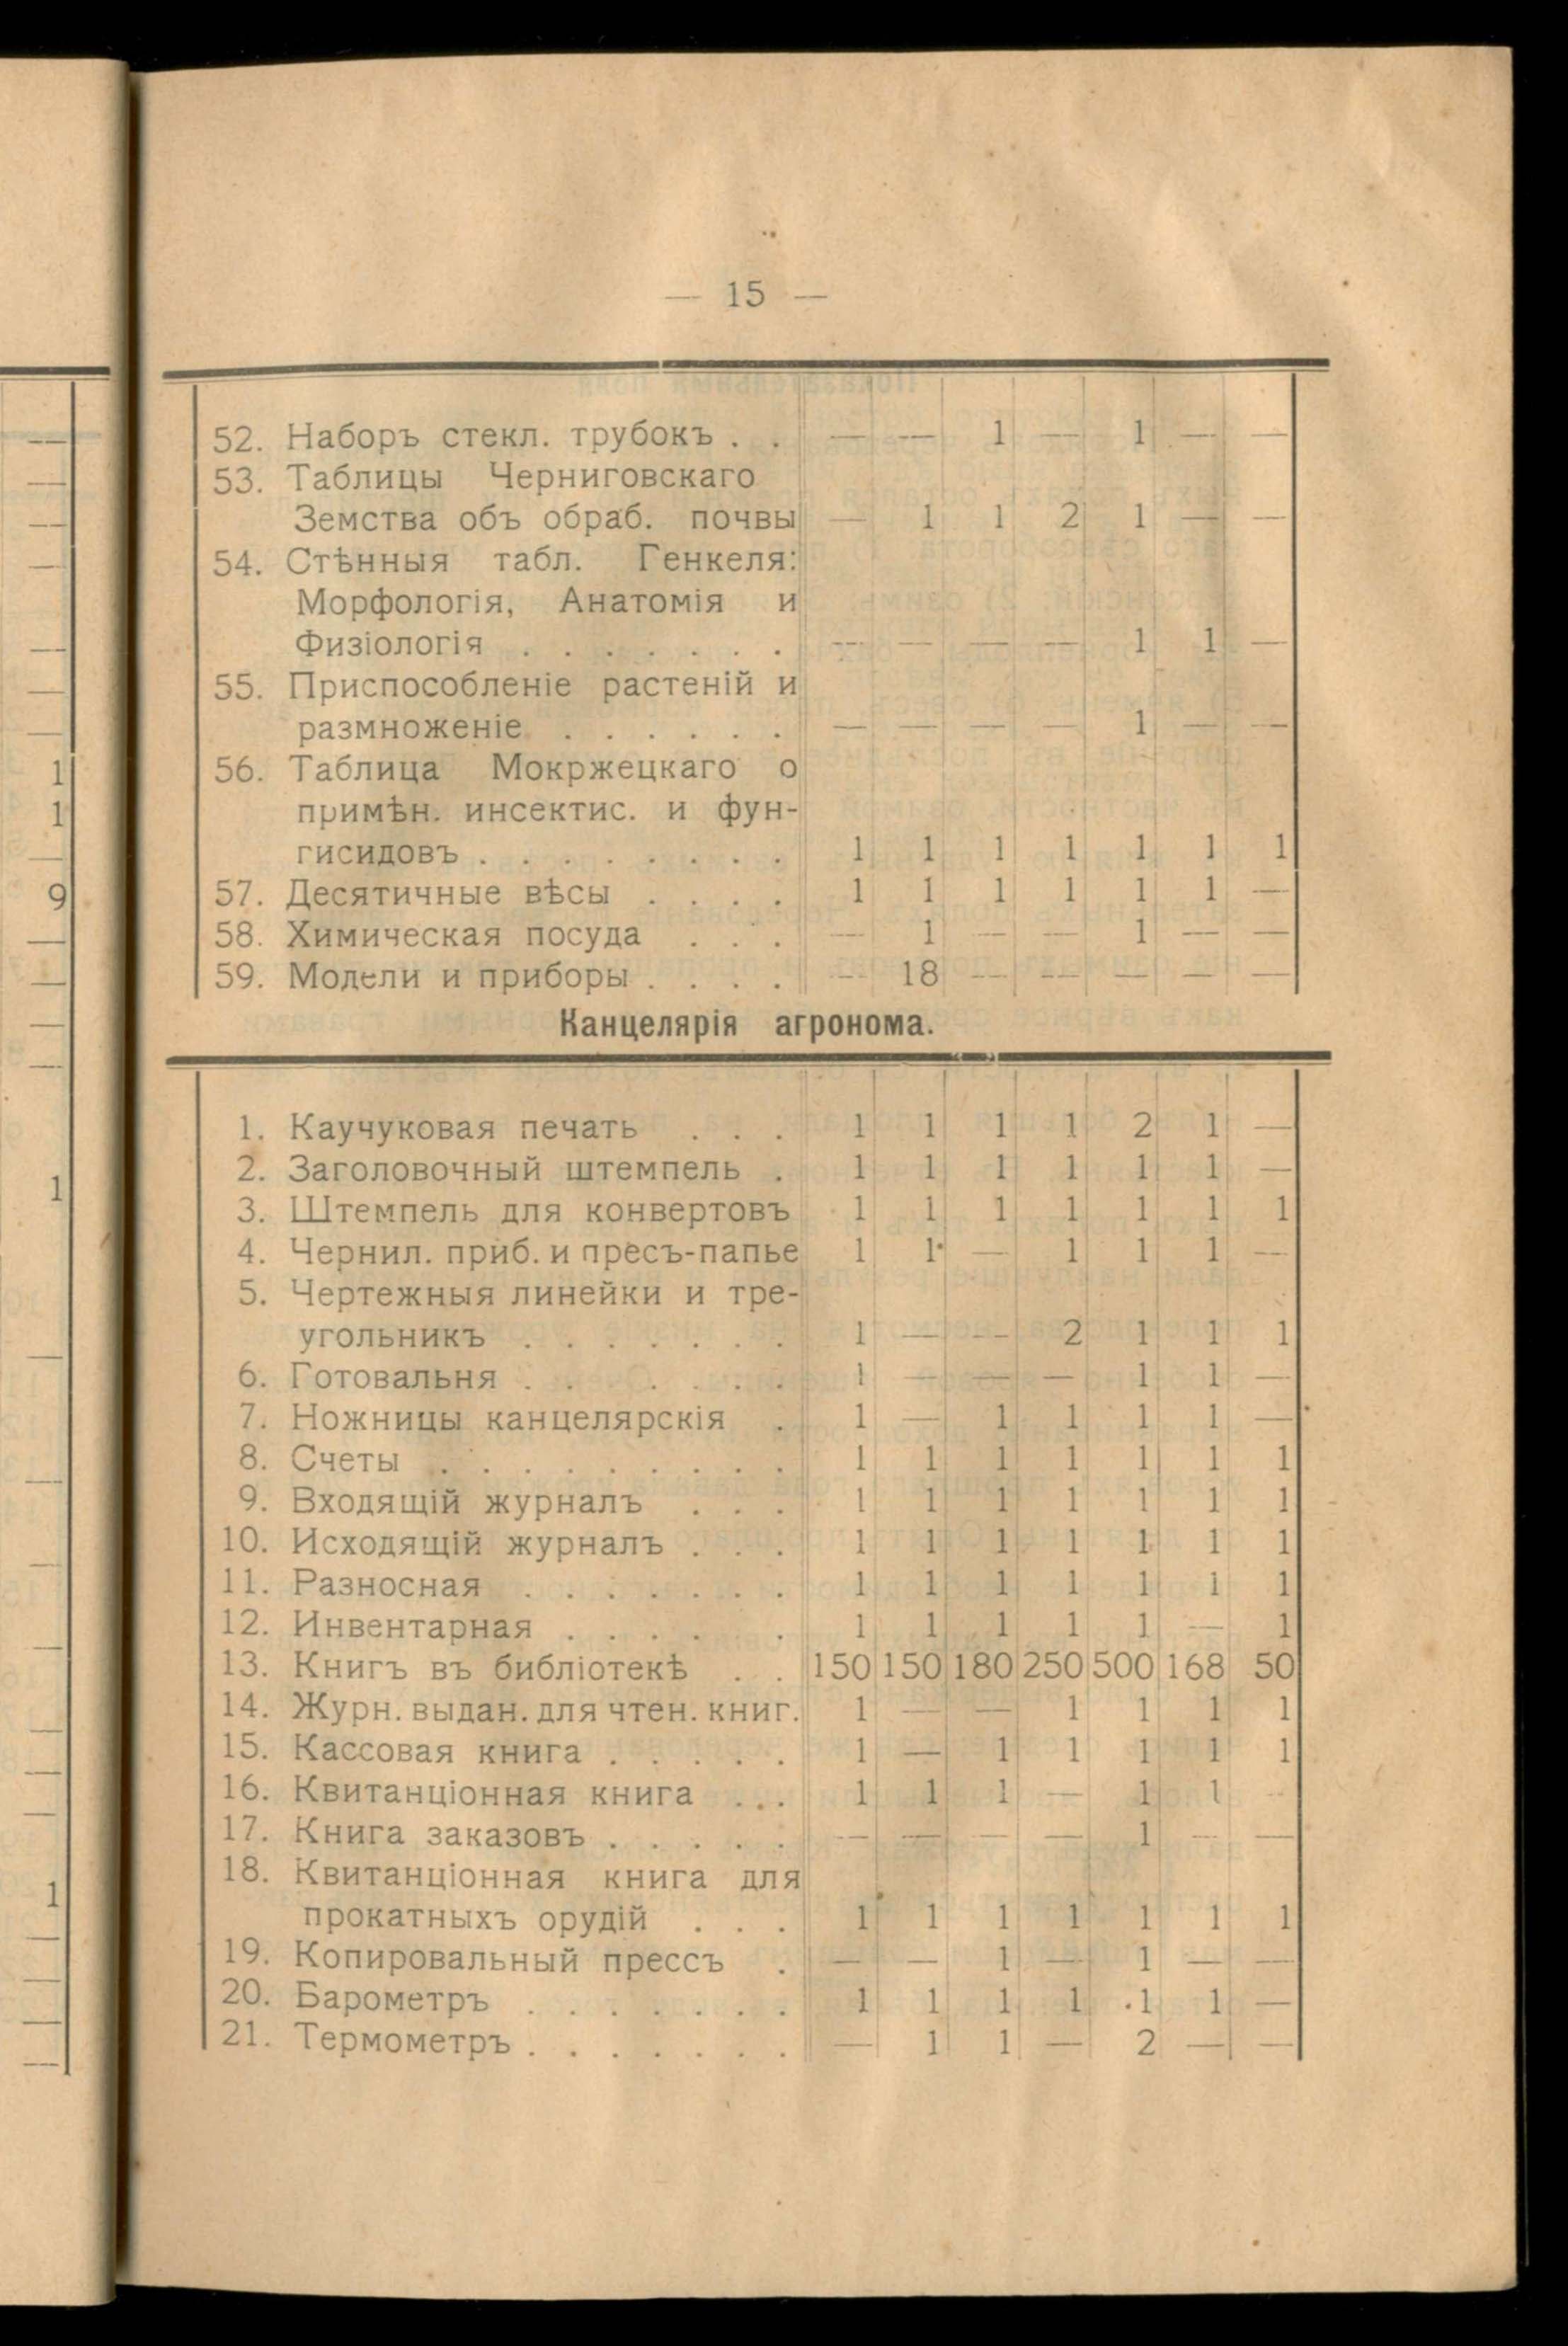 — 15 —
52. Наборъ стекл. трубокъ . . — — 1 — 1 — —
53. Таблицы Черниговскаго
Земства объ обраб. почвы — 1 1 2 1 — —
54. Стѣнныя табл. Генкеля:
Морфологія, Анатомія и
Физіологія . . . . . . . — — — — 1 1 —
55. Приспособленіе растеній и
размноженіе . . . . . . — — — — 1 — —
56. Таблица Мокржецкаго о
примѣн. инсектис. и фун-
гисидовъ . . . . . . . . 1 1 1 1 1 1 1
57. Десятичные вѣсы . . . . 1 1 1 1 1 1 —
58. Химическая посуда . . . — 1 — — 1 — —
59. Модели и приборы . . . . — 18 — — — — —
Канцелярія агронома.
1. Каучуковая печать . . . 1 1 1 1 2 1 —
2. Заголовочный штемпель . 1 1 1 1 1 1 —
3. Штемпель для конвертовъ 1 1 1 1 1 1 1
4. Чернил. приб. и пресъ-папье 1 1 — 1 1 1 —
5. Чертежныя линейки и тре-
угольникъ . . . . . . . 1 — — 2 1 1 1
6. Готовальня . . . . . . . 1 — — — 1 1 —
7. Ножницы канцелярскія . 1 — 1 1 1 1 —
8. Счеты . . . . . . . . . 1 1 1 1 1 1 1
9. Входящій журналъ . . . 1 1 1 1 1 1 1
10. Исходящій журналъ . . . 1 1 1 1 1 1 1
11. Разносная . . . . . . . 1 1 1 1 1 1 1
12. Инвентарная . . . . . . 1 1 1 1 1 — 1
13. Книгъ въ библіотекѣ . . 150 150 180 250 500 168 50
14. Журн. выдан. для чтен. книг. 1 — — 1 1 1 1
15. Кассовая книга . . . . . 1 — 1 1 1 1 1
16. Квитанціонная книга . . . 1 1 1 — 1 1 —
17. Книга заказовъ . . . . . — — — — 1 — —
18. Квитанціонная книга для
прокатныхъ орудій . . . 1 1 1 1 1 1 1
19. Копировальный прессъ . — — 1 — 1 — —
20. Барометръ . . . . . . . 1 1 1 1 1 1 —
21. Термометръ . . . . . . . — 1 1 — 2 — —